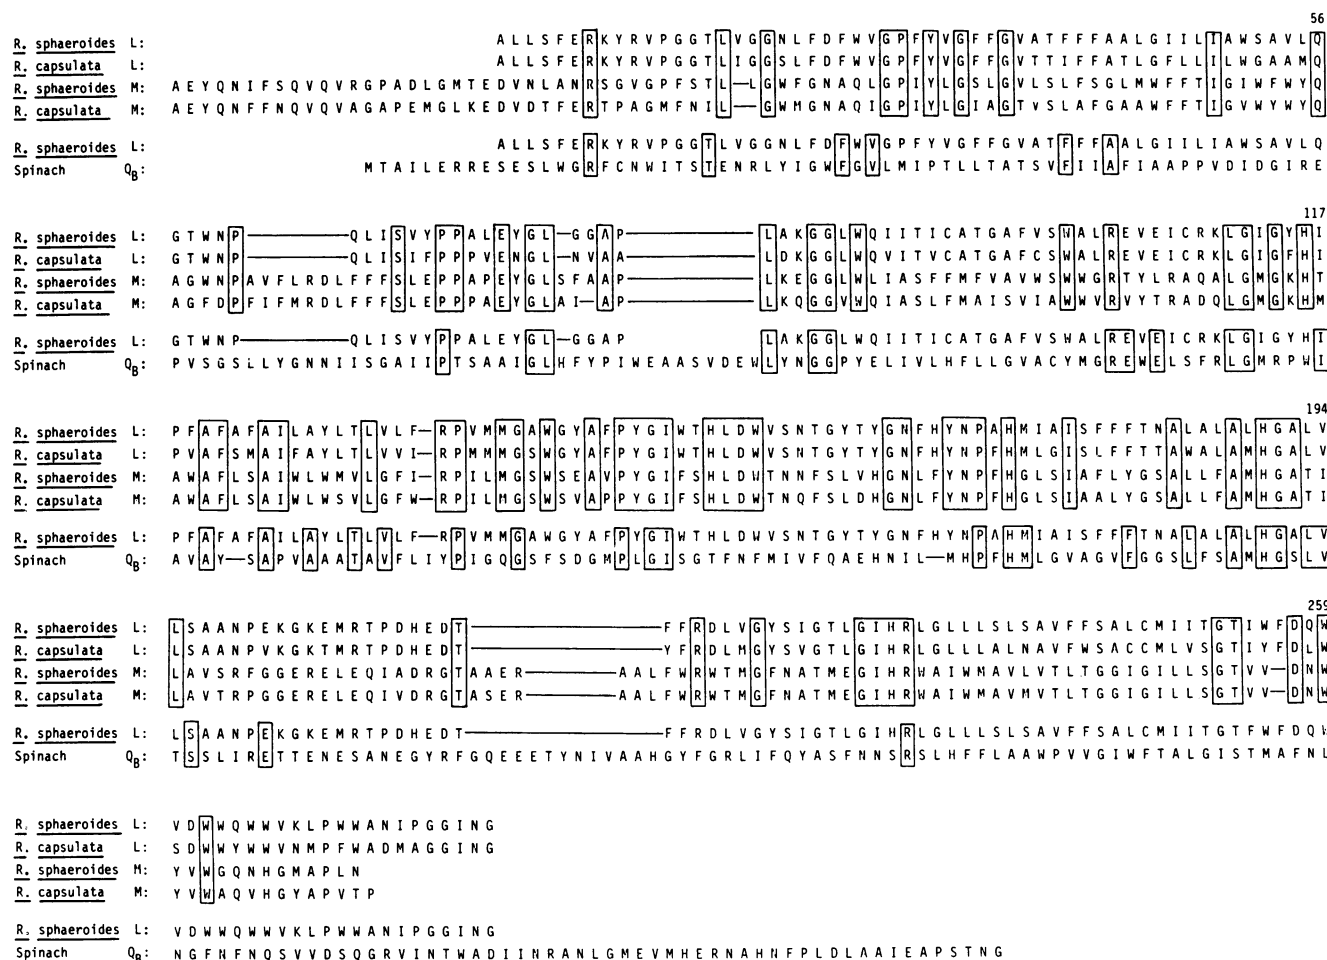 56
R. sphaeroides L: A L L S F E R K Y R V P G G T L V G G N L F D F W V G P F Y V G F F G V A T F F F A A L G I I L I A W S A V L Q
R. capsulata L: A L L S F E R K Y R V P G G T L I G G S L F D F W V G P F Y V G F F G V T T I F F A T L G F L L I L W G A A M Q
R. sphaeroides M: A E Y Q N I F S Q V Q V R G P A D L G M T E D V N L A N R S G V G P F S T L — L G W F G N A Q L G P I Y L G S L G V L S L F S G L M W F F T I G I W F W Y Q
R. capsulata M: A E Y Q N F F N Q V Q V A G A P E M G L K E D V D T F E R T P A G M F N I L — G W M G N A Q I G P I Y L G I A G T V S L A F G A A W F F T I G V W Y W Y Q
R. sphaeroides L: A L L S F E R K Y R V P G G T L V G G N L F D F W V G P F Y V G F F G V A T F F F A A L G I I L I A W S A V L Q
Spinach QB: M T A I L E R R E S E S L W G R F C N W I T S T E N R L Y I G W F G V L M I P T L L T A T S V F I I A F I A A P P V D I D G I R E
117
R. sphaeroides L: G T W N P — Q L I S V Y P P A L E Y G L — G G A P — L A K G G L W Q I I T I C A T G A F V S W A L R E V E I C R K L G I G Y H I
R. capsulata L: G T W N P — Q L I S I F P P P V E N G L — N V A A — L D K G G L W Q V I T V C A T G A F C S W A L R E V E I C R K L G I G F H I
R. sphaeroides M: A G W N P A V F L R D L F F F S L E P P A P E Y G L S F A A P — L K E G G L W L I A S F F M F V A V W S W W G R T Y L R A Q A L G M G K H T
R. capsulata M: A G F D P F I F M R D L F F F S L E P P P A E Y G L A I — A P — L K Q G G V W Q I A S L F M A I S V I A W W V R V Y T R A D Q L G M G K H M
R. sphaeroides L: G T W N P — Q L I S V Y P P A L E Y G L — G G A P L A K G G L W Q I I T I C A T G A F V S W A L R E V E I C R K L G I G Y H I
Spinach QB: P V S G S L L Y G N N I I S G A I I P T S A A I G L H F Y P I W E A A S V D E W L Y N G G P Y E L I V L H F L L G V A C Y M G R E W E L S F R L G M R P W I
194
R. sphaeroides L: P F A F A F A I L A Y L T L V L F — R P V M M G A W G Y A F P Y G I W T H L D W V S N T G Y T Y G N F H Y N P A H M I A I S F F F T N A L A L A L H G A L V
R. capsulata L: P V A F S M A I F A Y L T L V V I — R P M M M G S W G Y A F P Y G I W T H L D W V S N T G Y T Y G N F H Y N P F H M L G I S L F F T T A W A L A M H G A L V
R. sphaeroides M: A W A F L S A I W L W M V L G F I — R P I L M G S W S E A V P Y G I F S H L D W T N N F S L V H G N L F Y N P F H G L S I A F L Y G S A L L F A M H G A T I
R. capsulata M: A W A F L S A I W L W S V L G F W — R P I L M G S W S V A P P Y G I F S H L D W T N Q F S L D H G N L F Y N P F H G L S I A A L Y G S A L L F A M H G A T I
R. sphaeroides L: P F A F A F A I L A Y L T L V L F — R P V M M G A W G Y A F P Y G I W T H L D W V S N T G Y T Y G N F H Y N P A H M I A I S F F F T N A L A L A L H G A L V
Spinach QB: A V A Y — S A P V A A A T A V F L I Y P I G Q G S F S D G M P L G I S G T F N F M I V F Q A E H N I L — M H P F H M L G V A G V F G G S L F S A M H G S L V
259
R. sphaeroides L: L S A A N P E K G K E M R T P D H E D T — F F R D L V G Y S I G T L G I H R L G L L L S L S A V F F S A L C M I I T G T I W F D Q W
R. capsulata L: L S A A N P V K G K T M R T P D H E D T — Y F R D L M G Y S V G T L G I H R L G L L L A L N A V F W S A C C M L V S G T I Y F D L W
R. sphaeroides M: L A V S R F G G E R E L E Q I A D R G T A A E R — A A L F W R W T M G F N A T M E G I H R W A I W M A V L V T L T G G I G I L L S G T V V — D N W
R. capsulata M: L A V T R P G G E R E L E Q I V D R G T A S E R — A A L F W R W T M G F N A T M E G I H R W A I W M A V M V T L T G G I G I L L S G T V V — D N W
R. sphaeroides L: L S A A N P E K G K E M R T P D H E D T — F F R D L V G Y S I G T L G I H R L G L L L S L S A V F F S A L C M I I T G T F W F D Q W
Spinach QB: T S S L I R E T T E N E S A N E G Y R F G Q E E E T Y N I V A A H G Y F G R L I F Q Y A S F N N S R S L H F F L A A W P V V G I W F T A L G I S T M A F N L
R. sphaeroides L: V D W W Q W W V K L P W W A N I P G G I N G
R. capsulata L: S D W W Y W W V N M P F W A D M A G G I N G
R. sphaeroides M: Y V W G Q N H G M A P L N
R. capsulata M: Y V W A Q V H G Y A P V T P
R. sphaeroides L: V D W W Q W W V K L P W W A N I P G G I N G
Spinach QB: N G F N F N Q S V V D S Q G R V I N T W A D I I N R A N L G M E V M H E R N A H N F P L D L A A I E A P S T N G